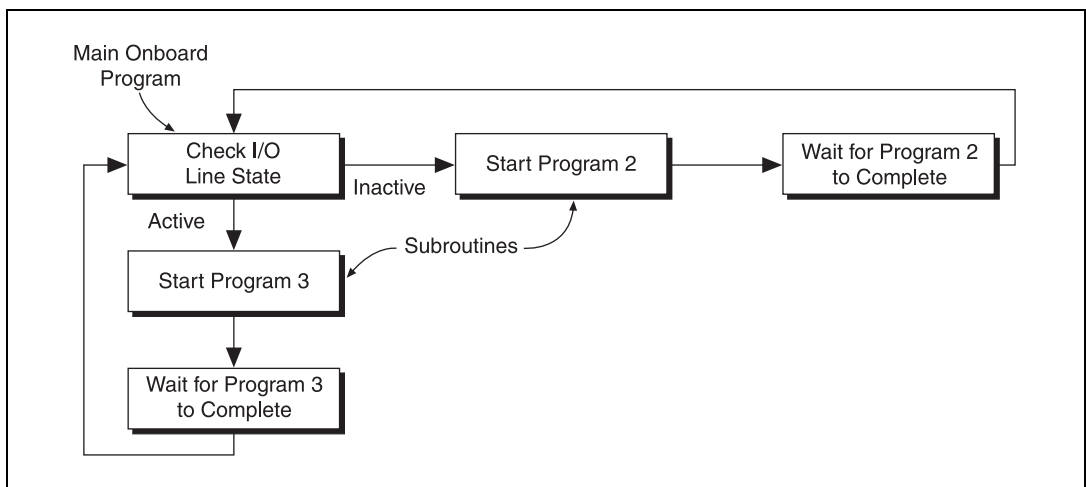 Main Onboard
Program
Check I/O
Line State
Inactive
Start Program 2
Wait for Program 2
to Complete
Active
Subroutines
Start Program 3
Wait for Program 3
to Complete